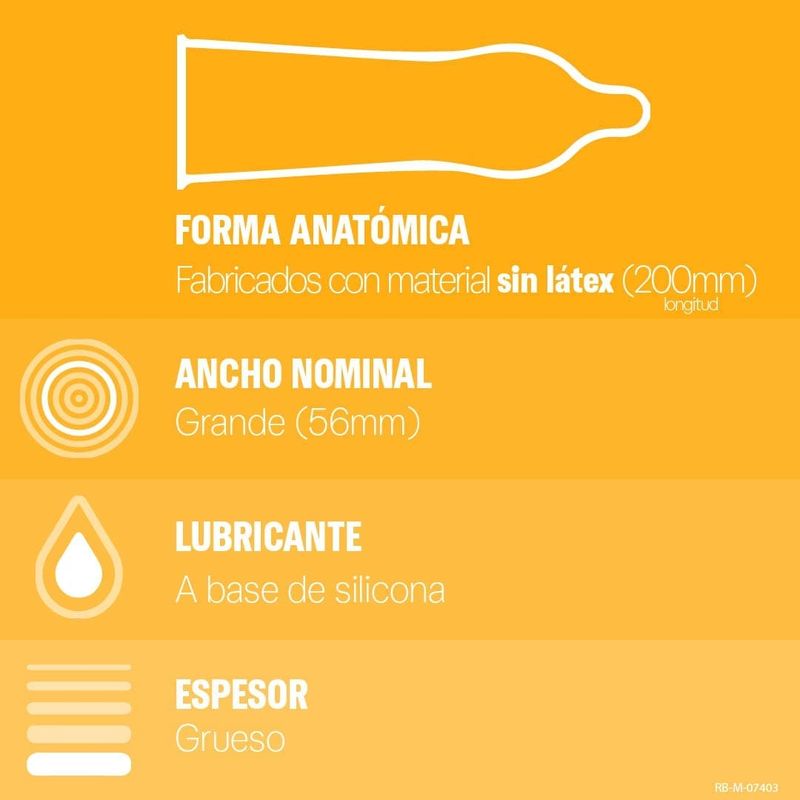 FORMA ANATÓMICA
Fabricados con material sin látex (200mm)
longitud
ANCHO NOMINAL
Grande (56mm)
LUBRICANTE
A base de silicona
ESPESOR
Grueso
RB-M-07403